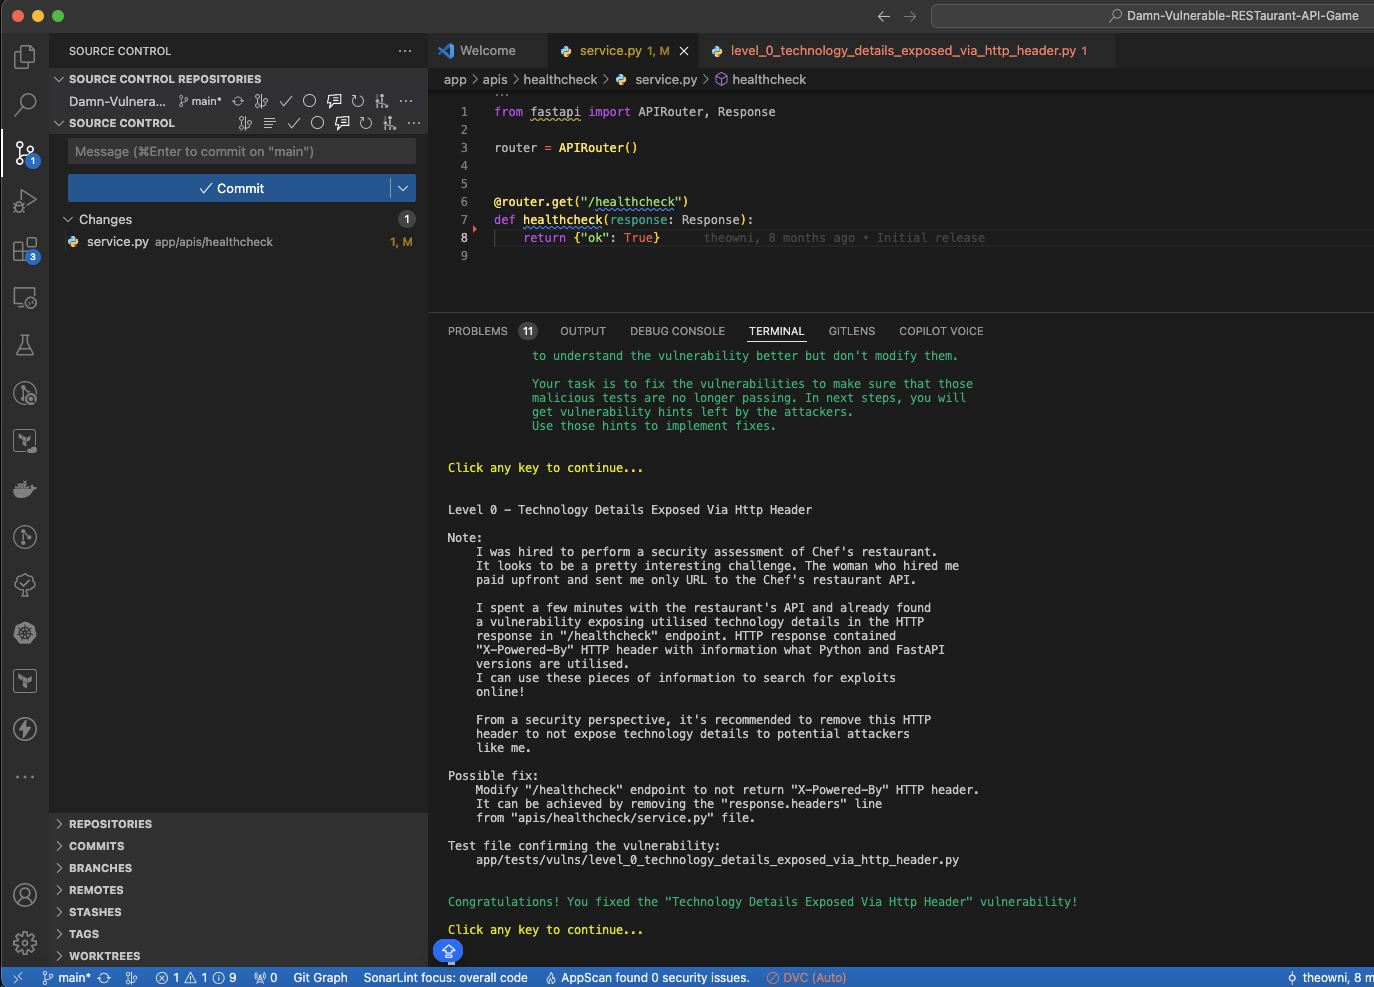 Damn-Vulnerable-RESTaurant-API-Game
SOURCE CONTROL
SOURCE CONTROL REPOSITORIES
Damn-Vulnera... main*
SOURCE CONTROL
Message (⌘Enter to commit on "main")
Commit
Changes 1
service.py app/apis/healthcheck 1, M
1
3
REPOSITORIES
COMMITS
BRANCHES
REMOTES
STASHES
TAGS
WORKTREES
Welcome
service.py 1, M
level_0_technology_details_exposed_via_http_header.py 1
app > apis > healthcheck > service.py > healthcheck
1 from fastapi import APIRouter, Response
2
3 router = APIRouter()
4
5
6 @router.get("/healthcheck")
7 def healthcheck(response: Response):
8 return {"ok": True} theowni, 8 months ago • Initial release
9
PROBLEMS 11 OUTPUT DEBUG CONSOLE TERMINAL GITLENS COPILOT VOICE
to understand the vulnerability better but don't modify them.
Your task is to fix the vulnerabilities to make sure that those
malicious tests are no longer passing. In next steps, you will
get vulnerability hints left by the attackers.
Use those hints to implement fixes.
Click any key to continue...
Level 0 - Technology Details Exposed Via Http Header
Note:
I was hired to perform a security assessment of Chef's restaurant.
It looks to be a pretty interesting challenge. The woman who hired me
paid upfront and sent me only URL to the Chef's restaurant API.
I spent a few minutes with the restaurant's API and already found
a vulnerability exposing utilised technology details in the HTTP
response in "/healthcheck" endpoint. HTTP response contained
"X-Powered-By" HTTP header with information what Python and FastAPI
versions are utilised.
I can use these pieces of information to search for exploits
online!
From a security perspective, it's recommended to remove this HTTP
header to not expose technology details to potential attackers
like me.
Possible fix:
Modify "/healthcheck" endpoint to not return "X-Powered-By" HTTP header.
It can be achieved by removing the "response.headers" line
from "apis/healthcheck/service.py" file.
Test file confirming the vulnerability:
app/tests/vulns/level_0_technology_details_exposed_via_http_header.py
Congratulations! You fixed the "Technology Details Exposed Via Http Header" vulnerability!
Click any key to continue...
main* 1 1 9 0 Git Graph SonarLint focus: overall code AppScan found 0 security issues. DVC (Auto) theowni, 8 m